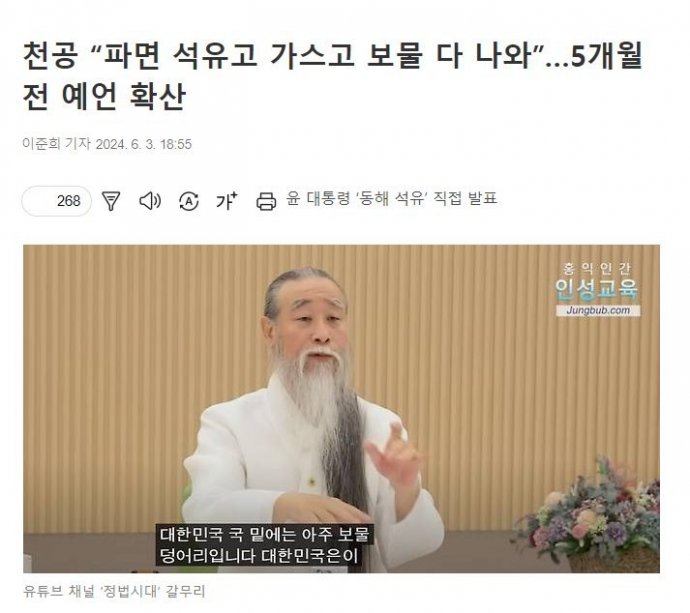 천공 “파면 석유고 가스고 보물 다 나와”…5개월
전 예언 확산
이준희 기자 2024. 6. 3. 18:55
268 가+ 윤 대통령 ‘동해 석유’ 직접 발표
홍익인간
인성교육
Jungbub.com
대한민국 국 밑에는 아주 보물
덩어리입니다 대한민국은이
유튜브 채널 ‘정법시대’ 갈무리